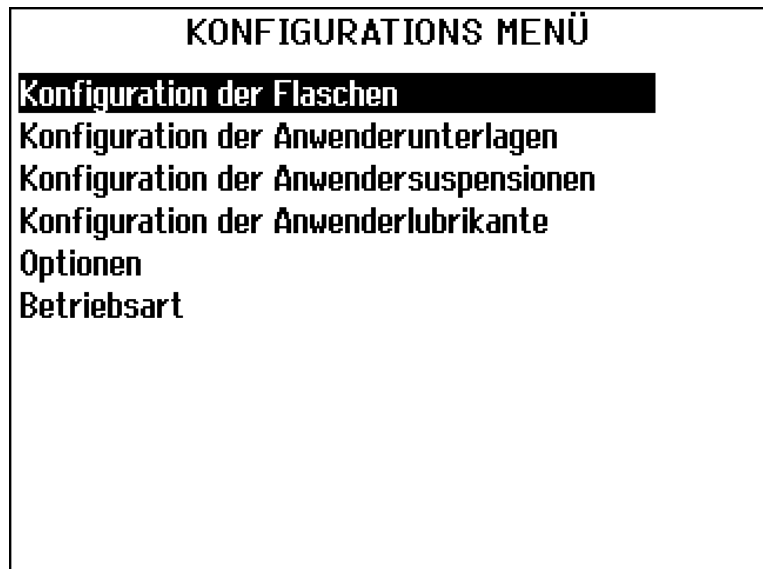 KONFIGURATIONS MENÜ
Konfiguration der Flaschen
Konfiguration der Anwenderunterlagen
Konfiguration der Anwendersuspensionen
Konfiguration der Anwenderlubrikante
Optionen
Betriebsart